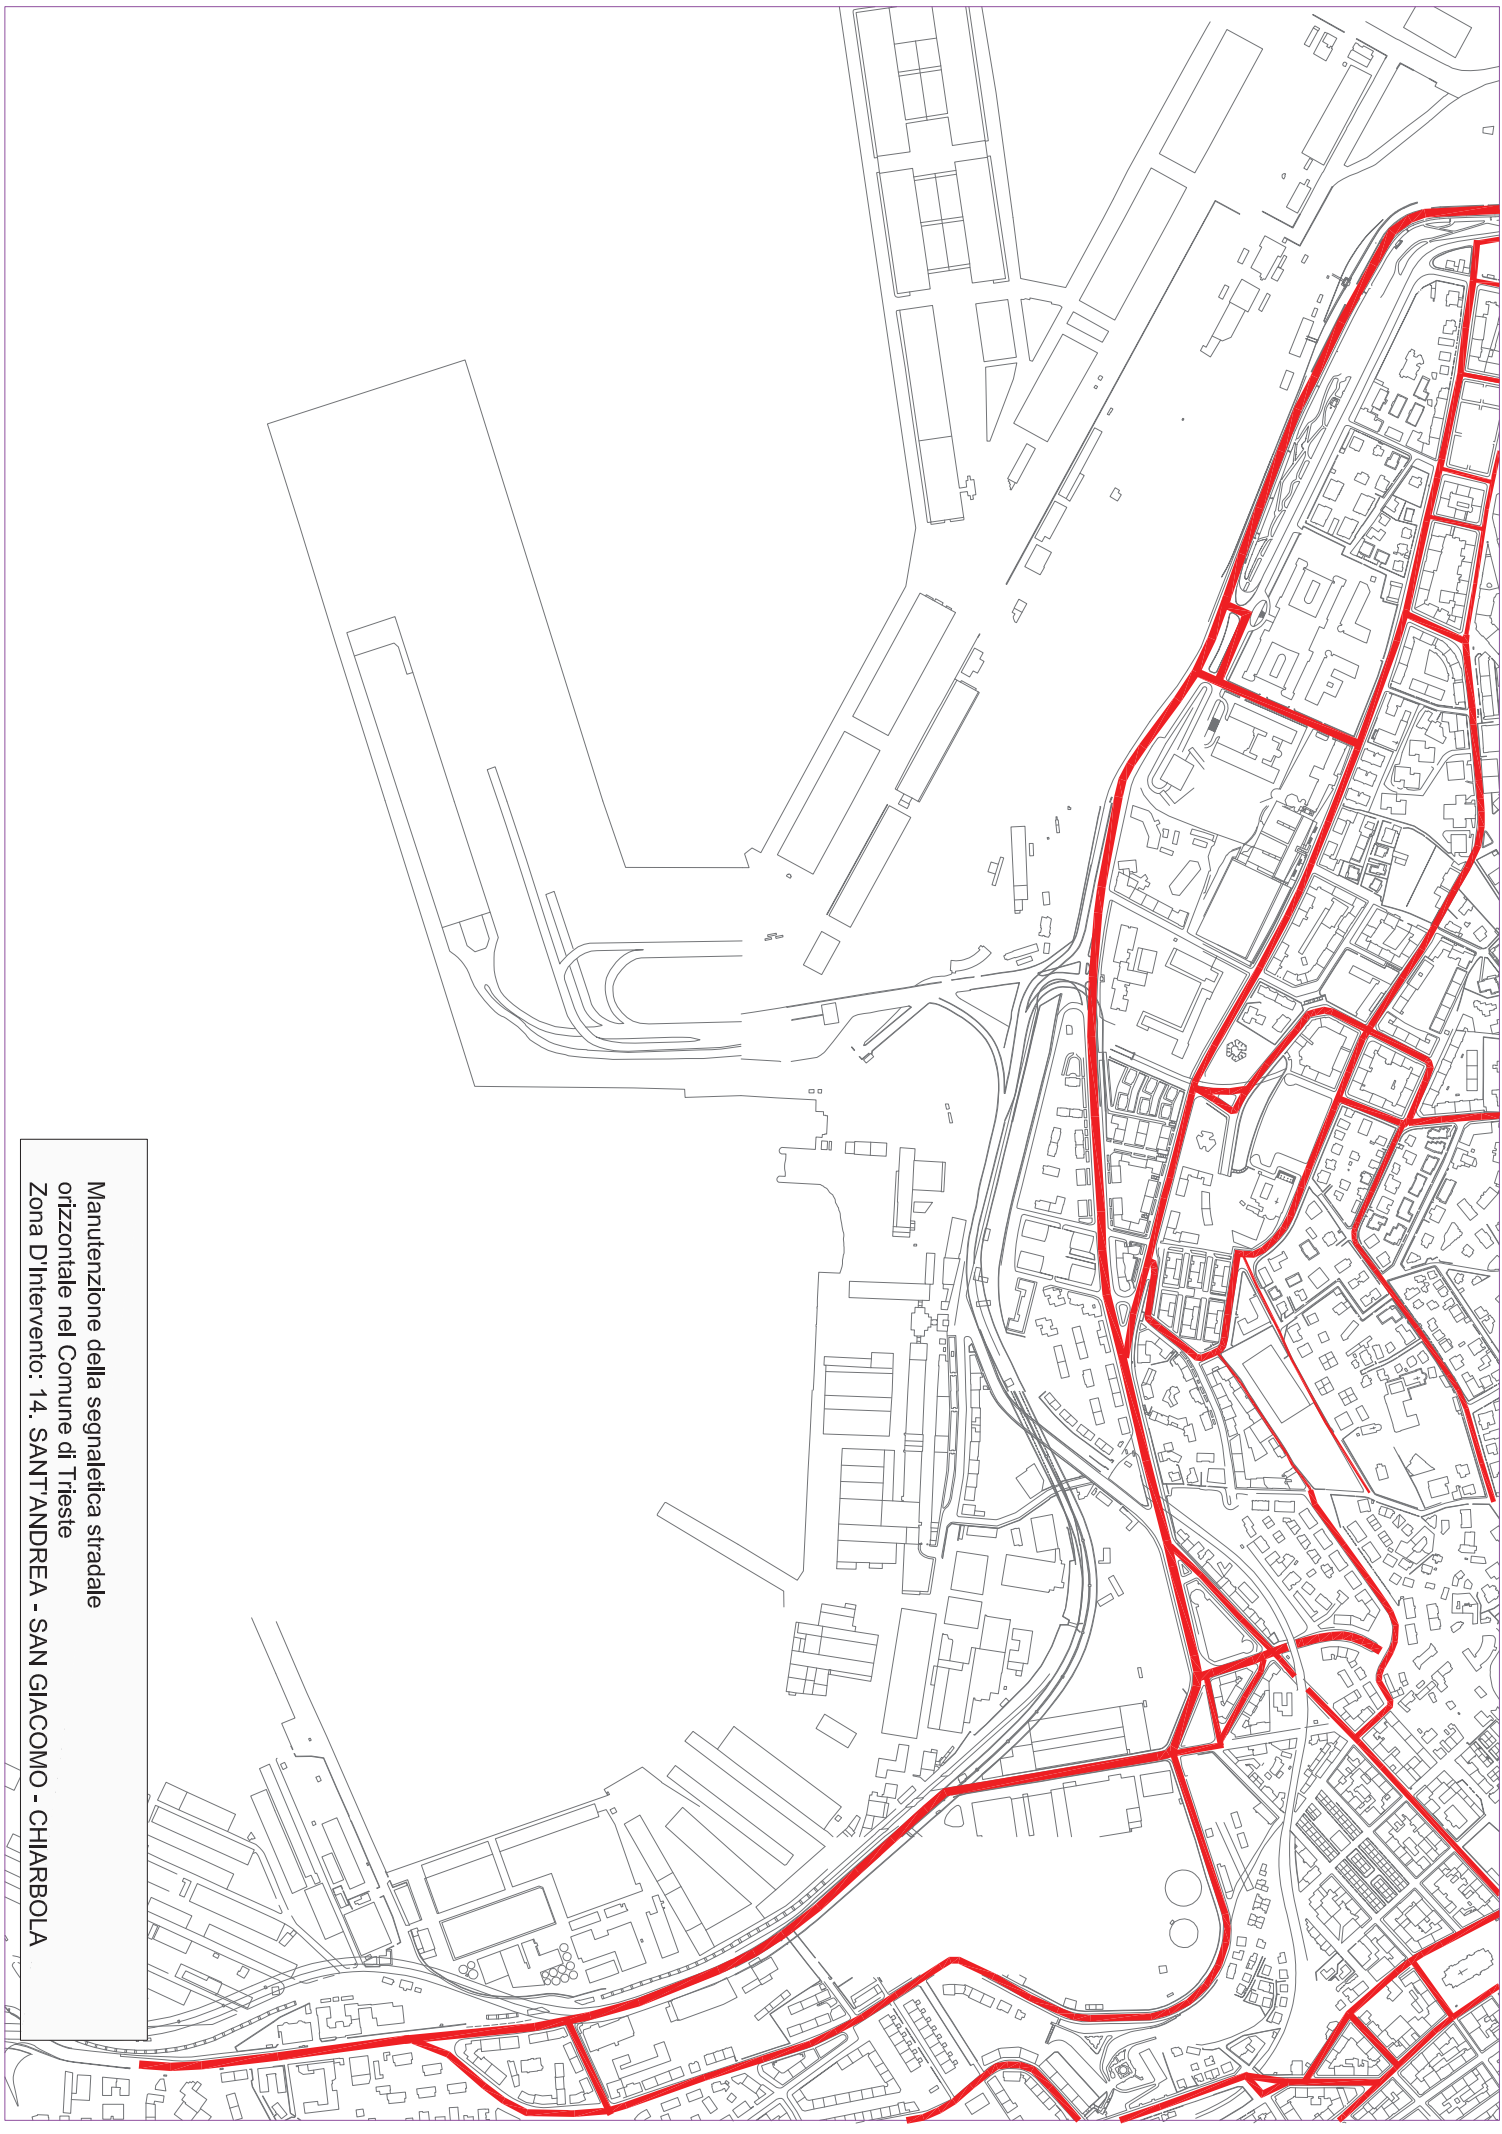 Manutenzione della segnaletica stradale
orizzontale nel Comune di Trieste
Zona D'Intervento: 14. SANT'ANDREA - SAN GIACOMO - CHIARBOLA